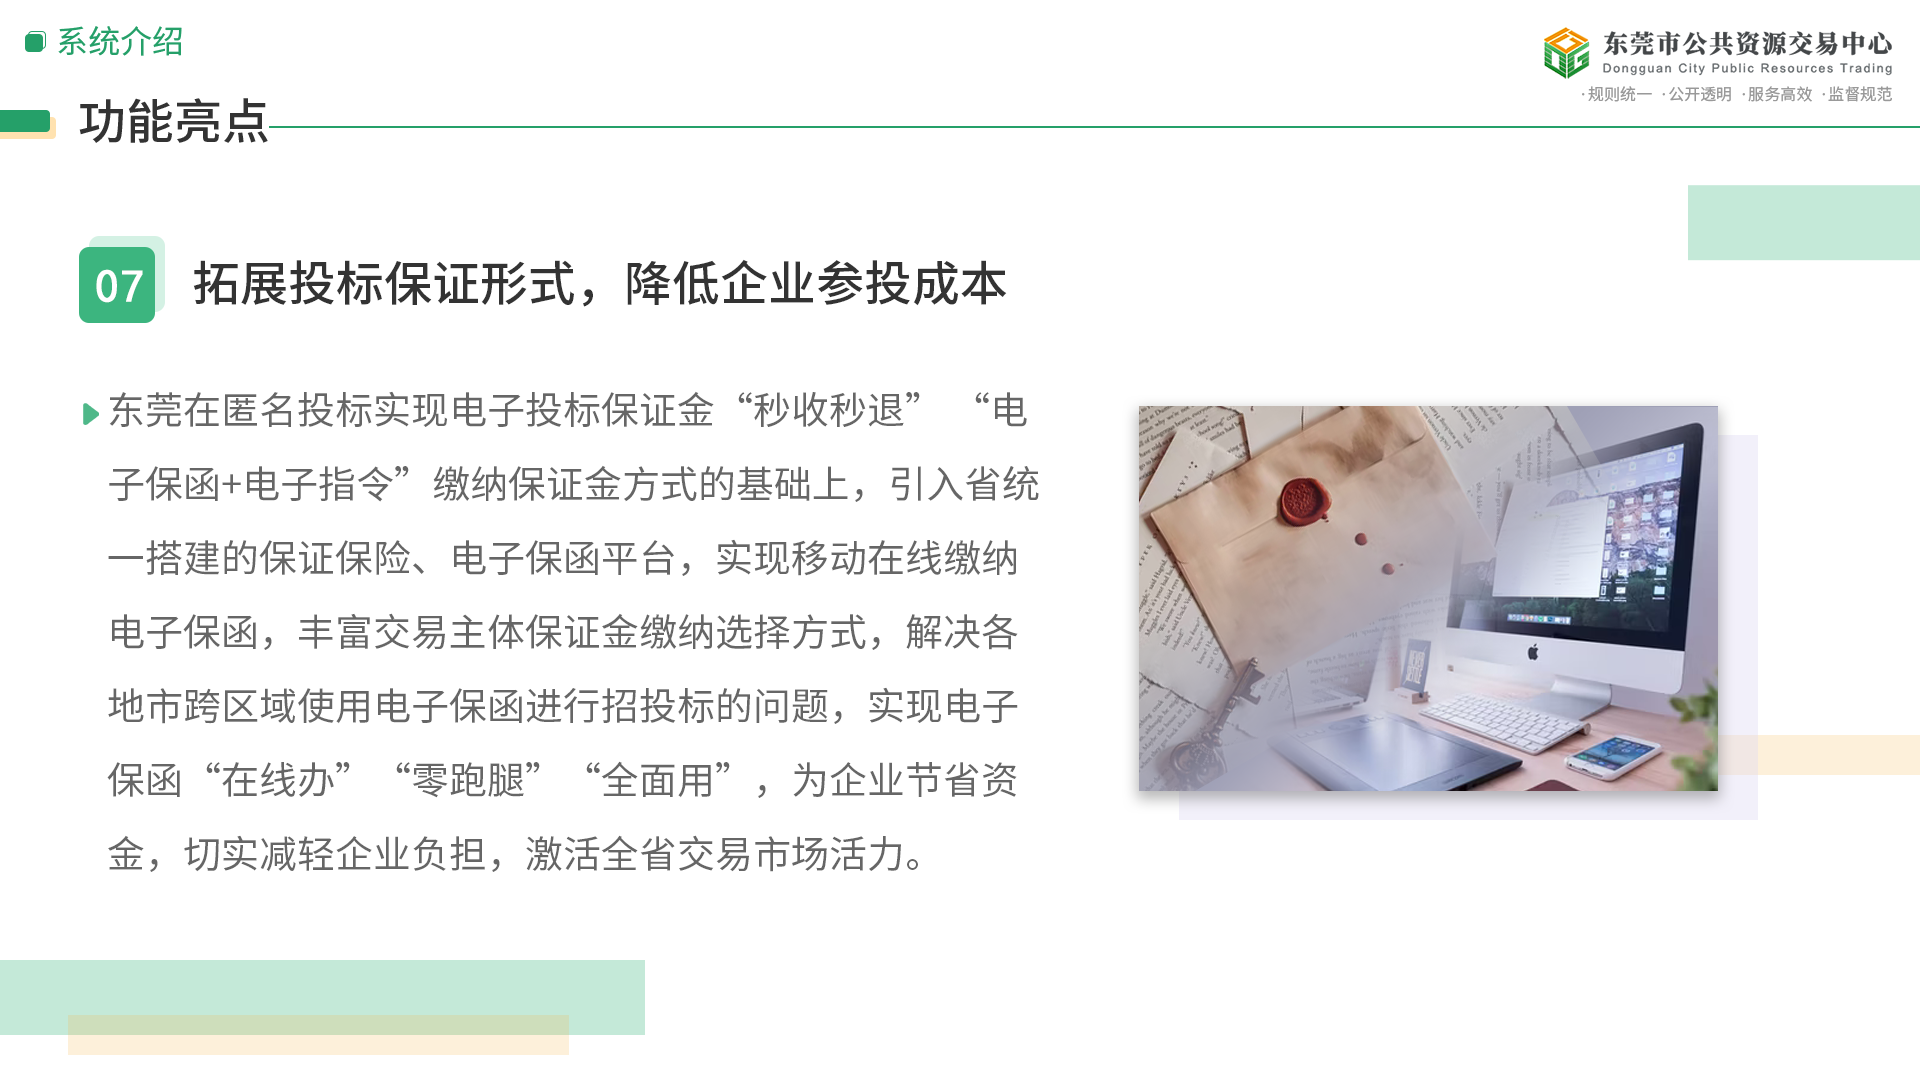 系统介绍
东莞市公共资源交易中心
Dongguan City Public Resources Trading
·规则统一 ·公开透明 ·服务高效 ·监督规范
功能亮点
07
拓展投标保证形式，降低企业参投成本
东莞在匿名投标实现电子投标保证金“秒收秒退” “电
子保函+电子指令”缴纳保证金方式的基础上，引入省统
一搭建的保证保险、电子保函平台，实现移动在线缴纳
电子保函，丰富交易主体保证金缴纳选择方式，解决各
地市跨区域使用电子保函进行招投标的问题，实现电子
保函“在线办” “零跑腿” “全面用”，为企业节省资
金，切实减轻企业负担，激活全省交易市场活力。